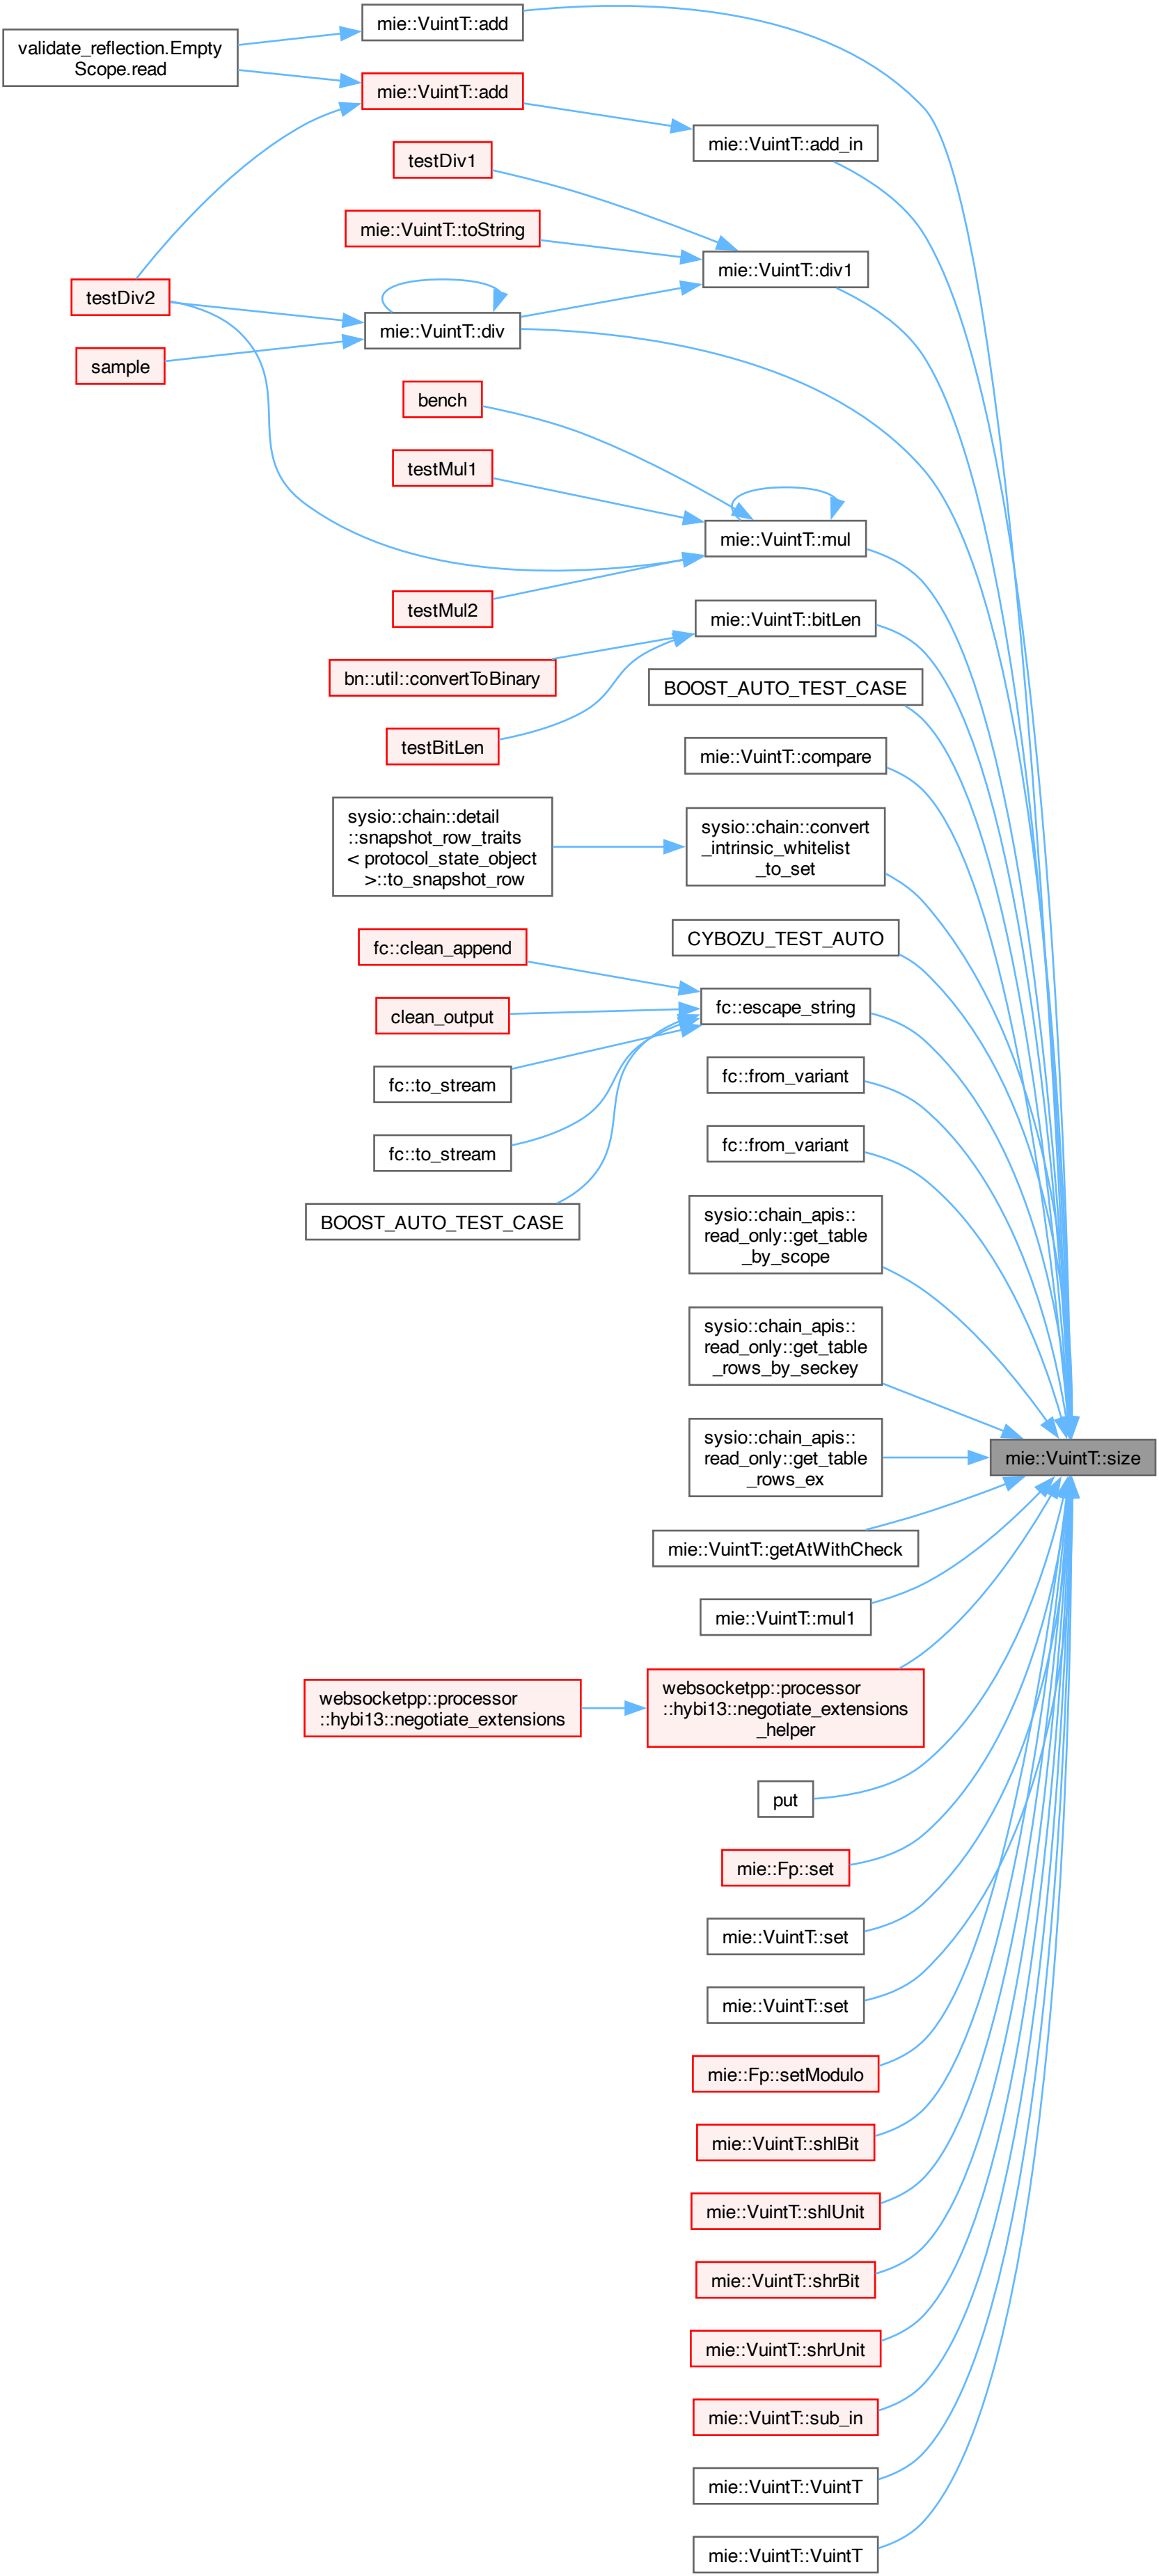 mie::VuintT::add
validate_reflection.Empty
Scope.read
mie::VuintT::add
mie::VuintT::add_in
testDiv1
mie::VuintT::toString
mie::VuintT::div1
testDiv2
mie::VuintT::div
sample
bench
testMul1
mie::VuintT::mul
testMul2
mie::VuintT::bitLen
bn::util::convertToBinary
BOOST_AUTO_TEST_CASE
testBitLen
mie::VuintT::compare
sysio::chain::detail
::snapshot_row_traits
< protocol_state_object
>::to_snapshot_row
sysio::chain::convert
_intrinsic_whitelist
_to_set
fc::clean_append
CYBOZU_TEST_AUTO
clean_output
fc::escape_string
fc::to_stream
fc::from_variant
fc::to_stream
fc::from_variant
BOOST_AUTO_TEST_CASE
sysio::chain_apis::
read_only::get_table
_by_scope
sysio::chain_apis::
read_only::get_table
_rows_by_seckey
sysio::chain_apis::
read_only::get_table
_rows_ex
mie::VuintT::size
mie::VuintT::getAtWithCheck
mie::VuintT::mul1
websocketpp::processor
::hybi13::negotiate_extensions
websocketpp::processor
::hybi13::negotiate_extensions
_helper
put
mie::Fp::set
mie::VuintT::set
mie::VuintT::set
mie::Fp::setModulo
mie::VuintT::shlBit
mie::VuintT::shlUnit
mie::VuintT::shrBit
mie::VuintT::shrUnit
mie::VuintT::sub_in
mie::VuintT::VuintT
mie::VuintT::VuintT